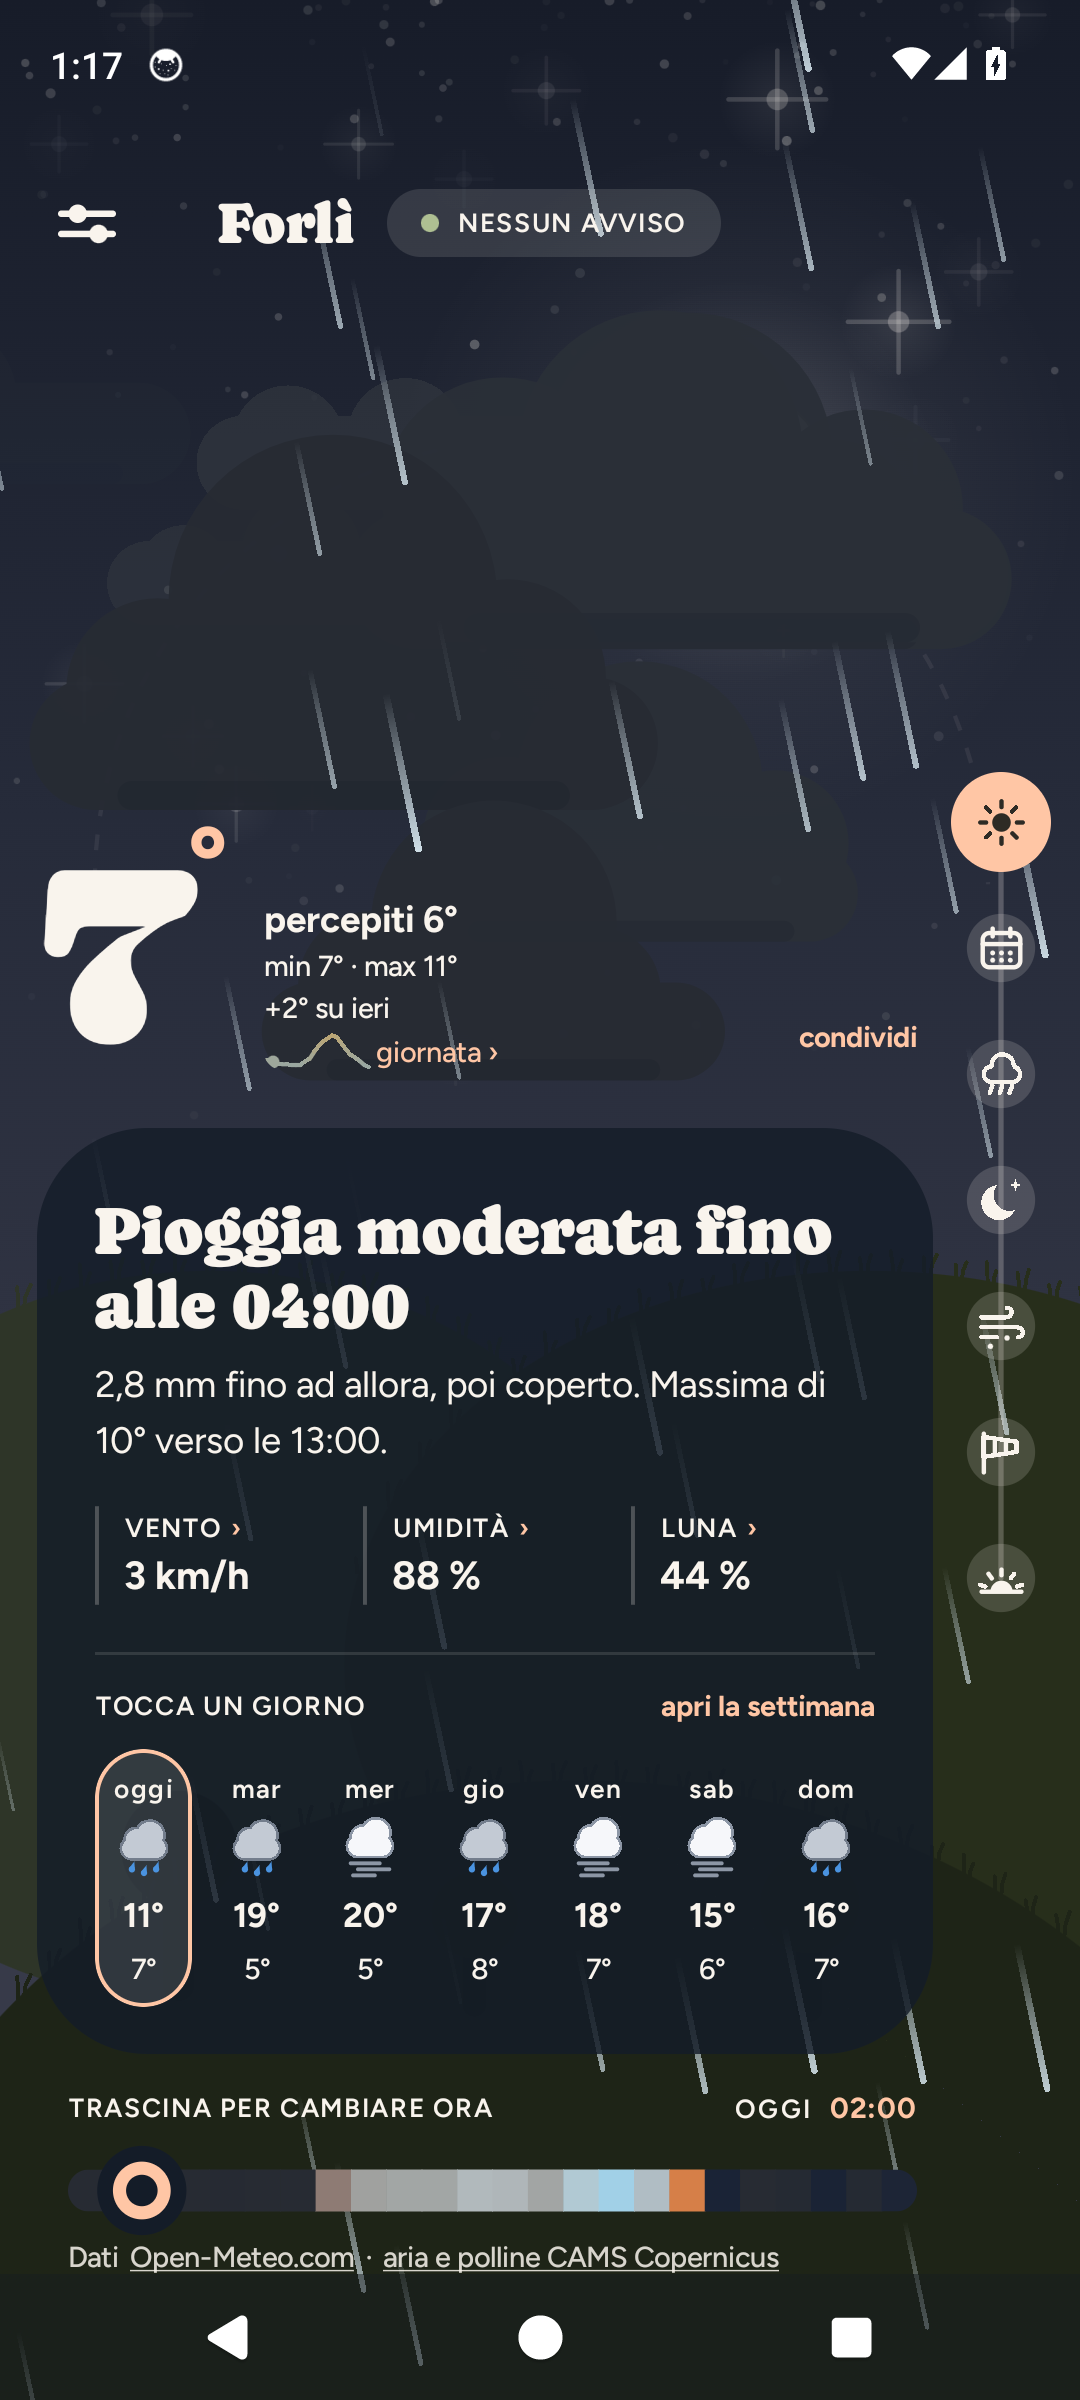 1:17
Forlì
NESSUN AVVISO
7°
percepiti 6°
min 7° · max 11°
+2° su ieri
giornata ›
condividi
Pioggia moderata fino
alle 04:00
2,8 mm fino ad allora, poi coperto. Massima di
10° verso le 13:00.
VENTO › UMIDITÀ › LUNA ›
3 km/h 88 % 44 %
TOCCA UN GIORNO apri la settimana
oggi mar mer gio ven sab dom
11° 19° 20° 17° 18° 15° 16°
7° 5° 5° 8° 7° 6° 7°
TRASCINA PER CAMBIARE ORA OGGI 02:00
Dati Open-Meteo.com · aria e polline CAMS Copernicus